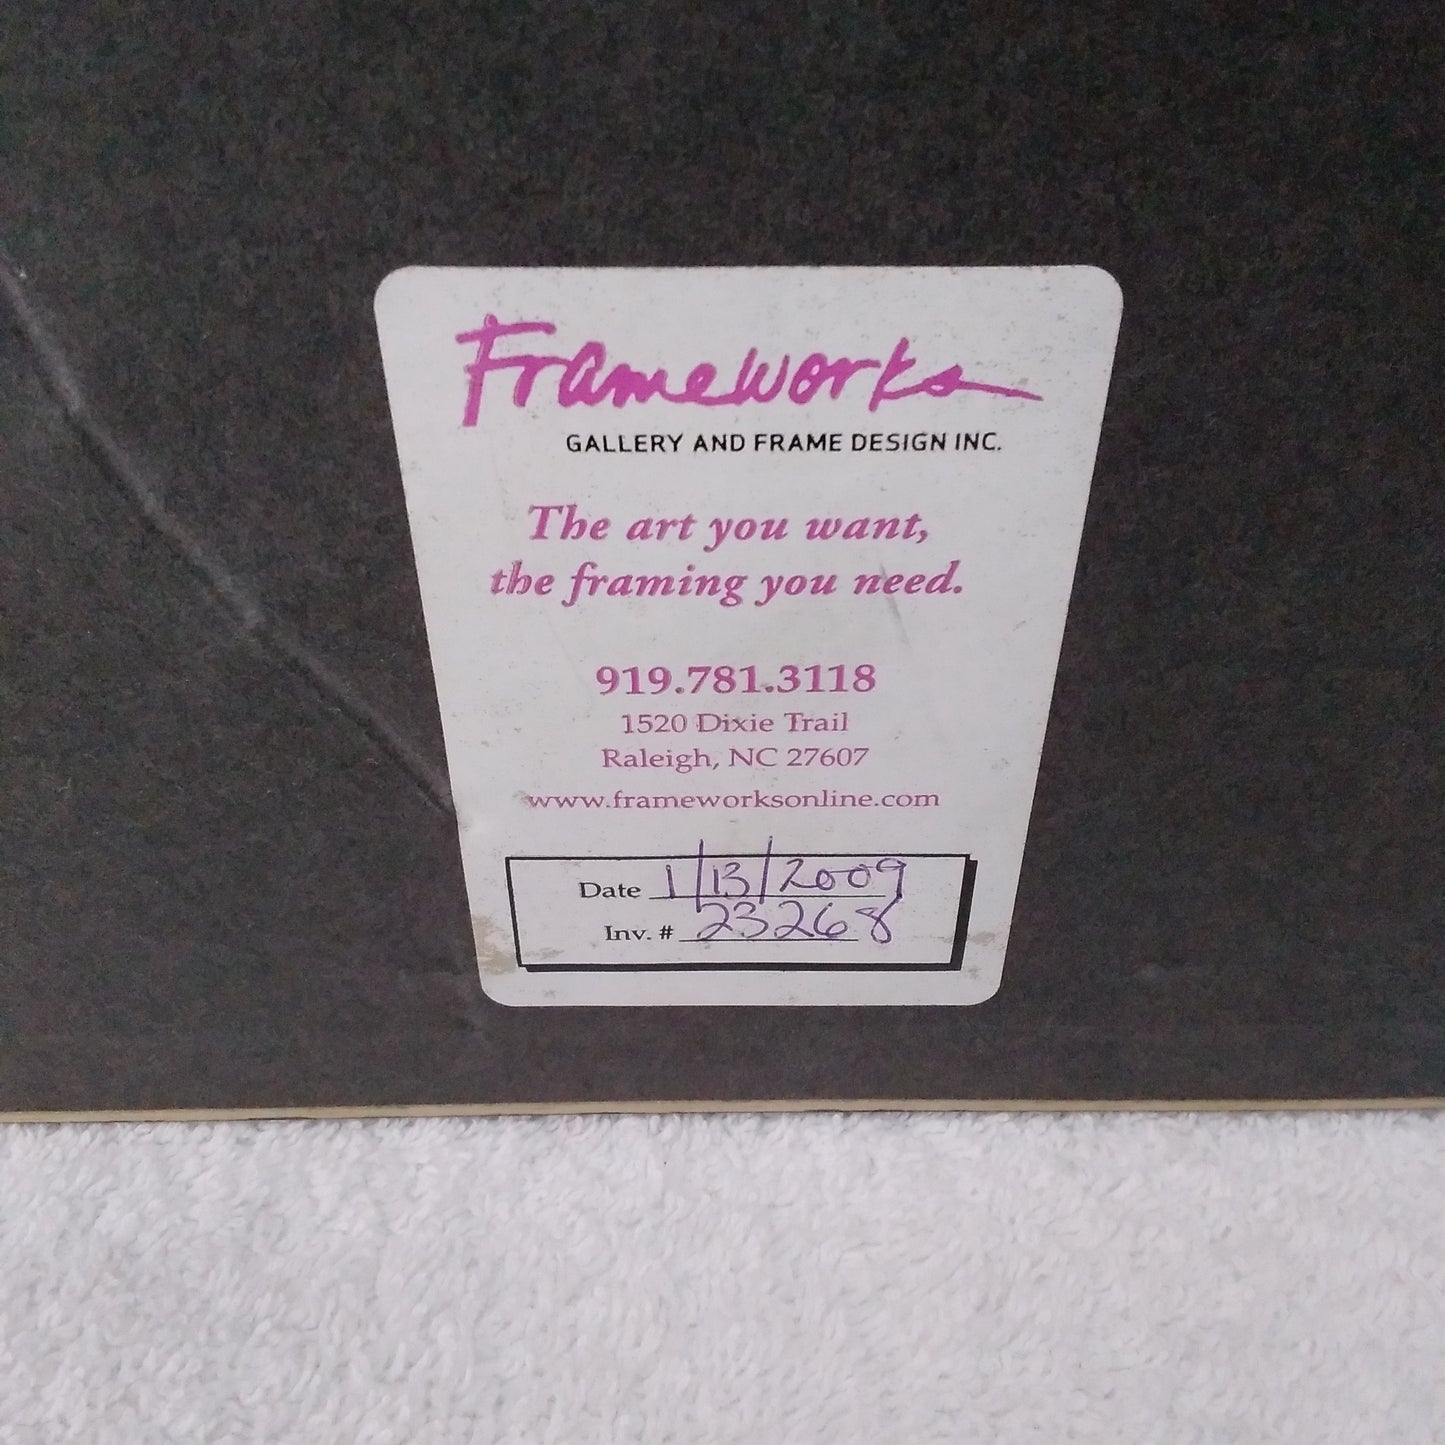 Frameworks
GALLERY AND FRAME DESIGN INC.
The art you want,
the framing you need.
919.781.3118
1520 Dixie Trail
Raleigh, NC 27607
www.frameworksonline.com
Date 1/13/2009
Inv. # 23268